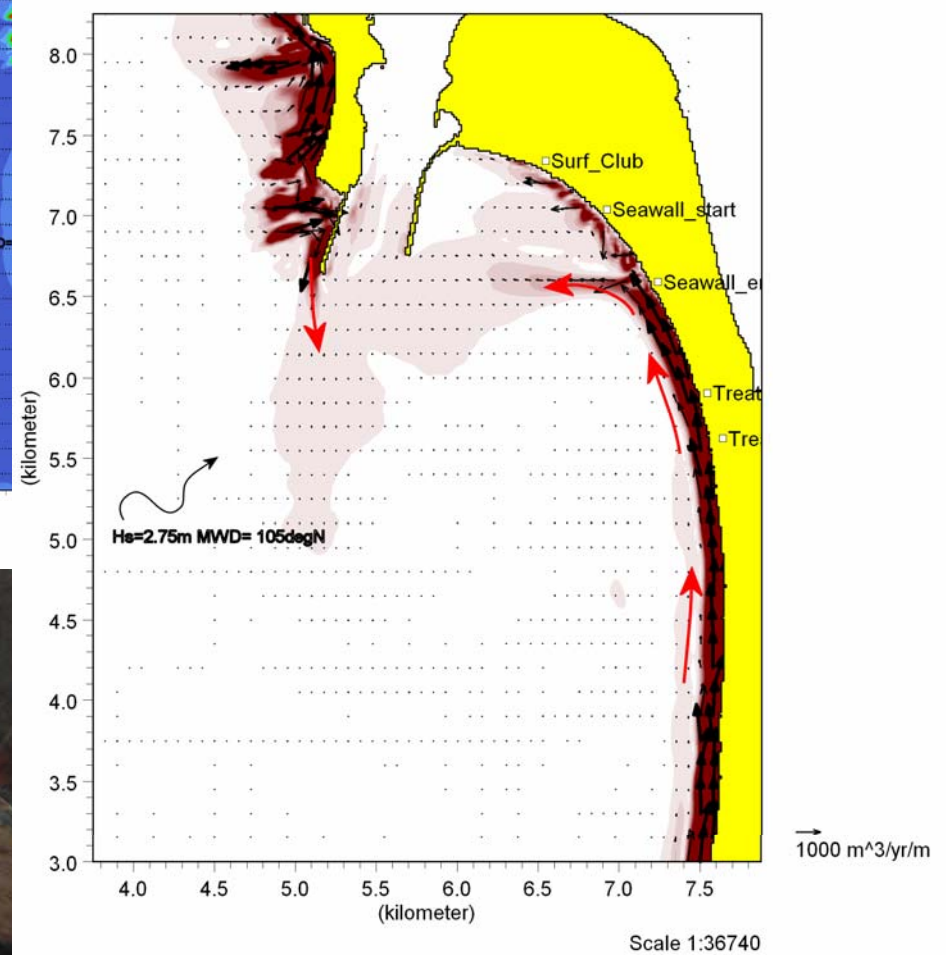 8.0
7.5
7.0
6.5
6.0
5.5
5.0
4.5
4.0
3.5
3.0
(kilometer)
Surf_Club
Seawall_start
Seawall_e
Treat
Tre
Hs=2.75m MWD= 105degN
4.0 4.5 5.0 5.5 6.0 6.5 7.0 7.5
(kilometer)
1000 m^3/yr/m
Scale 1:36740